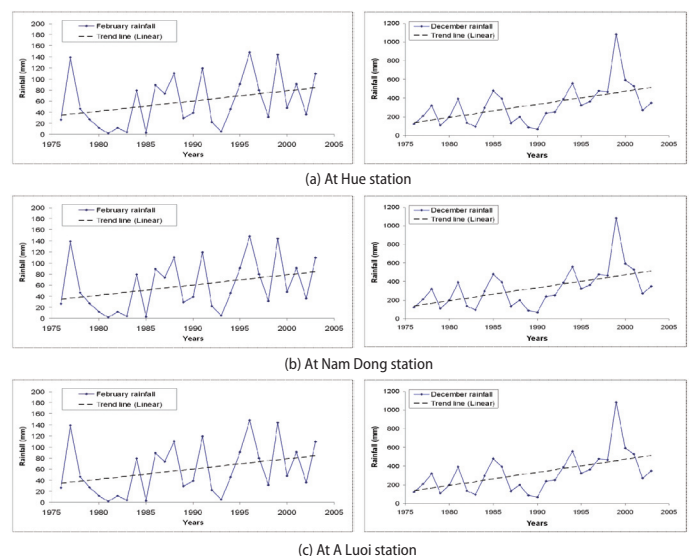 200
180
160
140
120
100
80
60
40
20
0
Rainfall (mm)
February rainfall
Trend line (Linear)
1975 1980 1985 1990 1995 2000 2005
Years
1200
1000
800
600
400
200
0
Rainfall (mm)
December rainfall
Trend line (Linear)
1975 1980 1985 1990 1995 2000 2005
Years
(a) At Hue station
200
180
160
140
120
100
80
60
40
20
0
Rainfall (mm)
February rainfall
Trend line (Linear)
1975 1980 1985 1990 1995 2000 2005
Years
1200
1000
800
600
400
200
0
Rainfall (mm)
December rainfall
Trend line (Linear)
1975 1980 1985 1990 1995 2000 2005
Years
(b) At Nam Dong station
200
180
160
140
120
100
80
60
40
20
0
Rainfall (mm)
February rainfall
Trend line (Linear)
1975 1980 1985 1990 1995 2000 2005
Years
1200
1000
800
600
400
200
0
Rainfall (mm)
December rainfall
Trend line (Linear)
1975 1980 1985 1990 1995 2000 2005
Years
(c) At A Luoi station